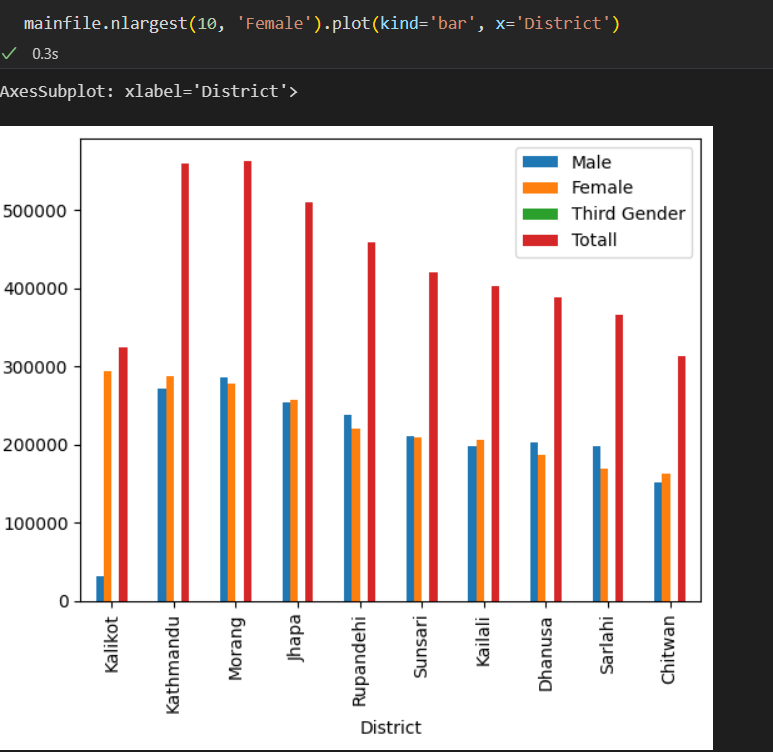 mainfile.nlargest(10, 'Female').plot(kind='bar', x='District')
0.3s
AxesSubplot: xlabel='District'>
Male
Female
Third Gender
Totall
500000
400000
300000
200000
100000
0
Kalikot
Kathmandu
Morang
Jhapa
Rupandehi
Sunsari
Kailali
Dhanusa
Sarlahi
Chitwan
District